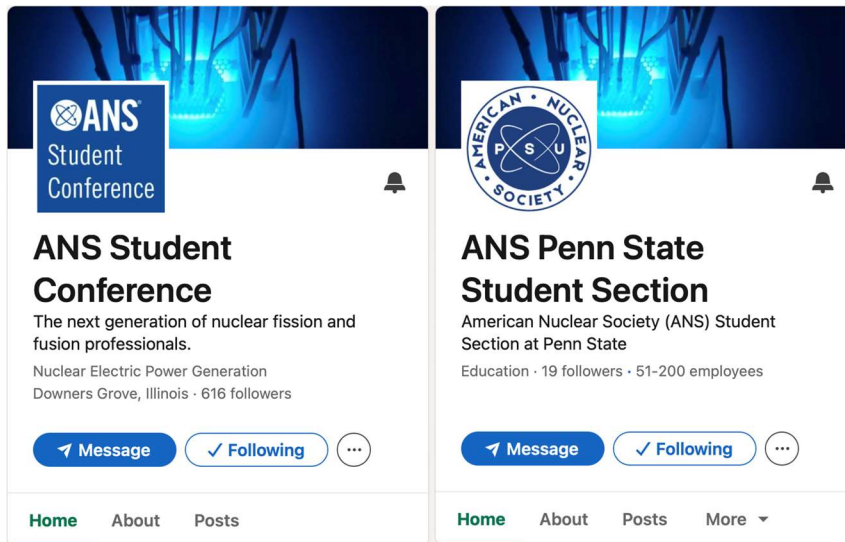 ANS
Student
Conference
ANS Student
Conference
The next generation of nuclear fission and
fusion professionals.
Nuclear Electric Power Generation
Downers Grove, Illinois · 616 followers
Message
Following
Home
About
Posts
AMERICAN · NUCLEAR · SOCIETY ·
PSU
ANS Penn State
Student Section
American Nuclear Society (ANS) Student
Section at Penn State
Education · 19 followers · 51-200 employees
Message
Following
Home
About
Posts
More